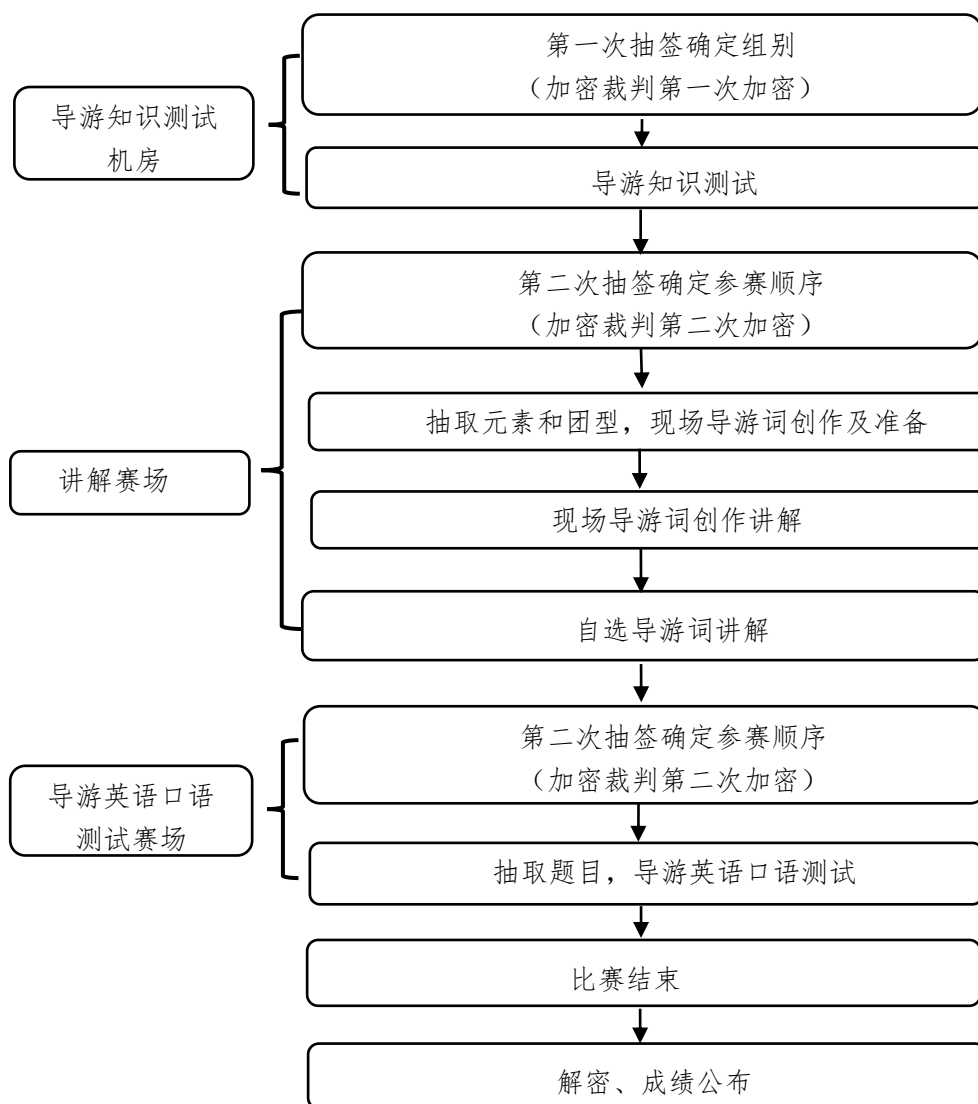 第一次抽签确定组别
（加密裁判第一次加密）
导游知识测试
机房
导游知识测试
第二次抽签确定参赛顺序
（加密裁判第二次加密）
抽取元素和团型，现场导游词创作及准备
讲解赛场
现场导游词创作讲解
自选导游词讲解
第二次抽签确定参赛顺序
（加密裁判第二次加密）
导游英语口语
测试赛场
抽取题目，导游英语口语测试
比赛结束
解密、成绩公布